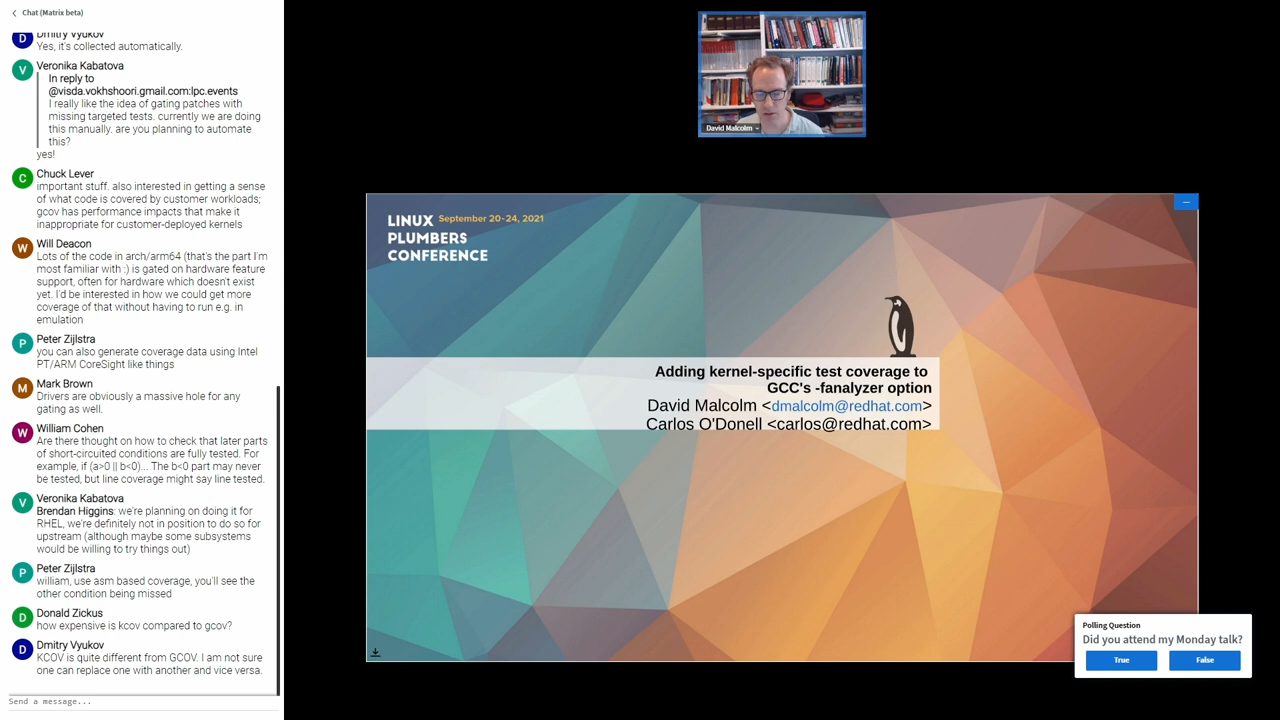 Chat (Matrix beta)
Dmitry Vyukov
Yes, it's collected automatically.
Veronika Kabatova
In reply to
@visda.vokhshoori.gmail.com:lpc.events
I really like the idea of gating patches with
missing targeted tests. currently we are doing
this manually. are you planning to automate
this?
yes!
Chuck Lever
important stuff. also interested in getting a sense
of what code is covered by customer workloads;
gcov has performance impacts that make it
inappropriate for customer-deployed kernels
Will Deacon
Lots of the code in arch/arm64 (that's the part I'm
most familiar with :) is gated on hardware feature
support, often for hardware which doesn't exist
yet. I'd be interested in how we could get more
coverage of that without having to run e.g. in
emulation
Peter Zijlstra
you can also generate coverage data using Intel
PT/ARM CoreSight like things
Mark Brown
Drivers are obviously a massive hole for any
gating as well.
William Cohen
Are there thought on how to check that later parts
of short-circuited conditions are fully tested. For
example, if (a>0 || b<0)... The b<0 part may never
be tested, but line coverage might say line tested.
Veronika Kabatova
Brendan Higgins: we're planning on doing it for
RHEL, we're definitely not in position to do so for
upstream (although maybe some subsystems
would be willing to try things out)
Peter Zijlstra
william, use asm based coverage, you'll see the
other condition being missed
Donald Zickus
how expensive is kcov compared to gcov?
Dmitry Vyukov
KCOV is quite different from GCOV. I am not sure
one can replace one with another and vice versa.
Send a message...
David Malcolm
LINUX September 20-24, 2021
PLUMBERS
CONFERENCE
Adding kernel-specific test coverage to
GCC's -fanalyzer option
David Malcolm <dmalcolm@redhat.com>
Carlos O'Donell <carlos@redhat.com>
Polling Question
Did you attend my Monday talk?
True False